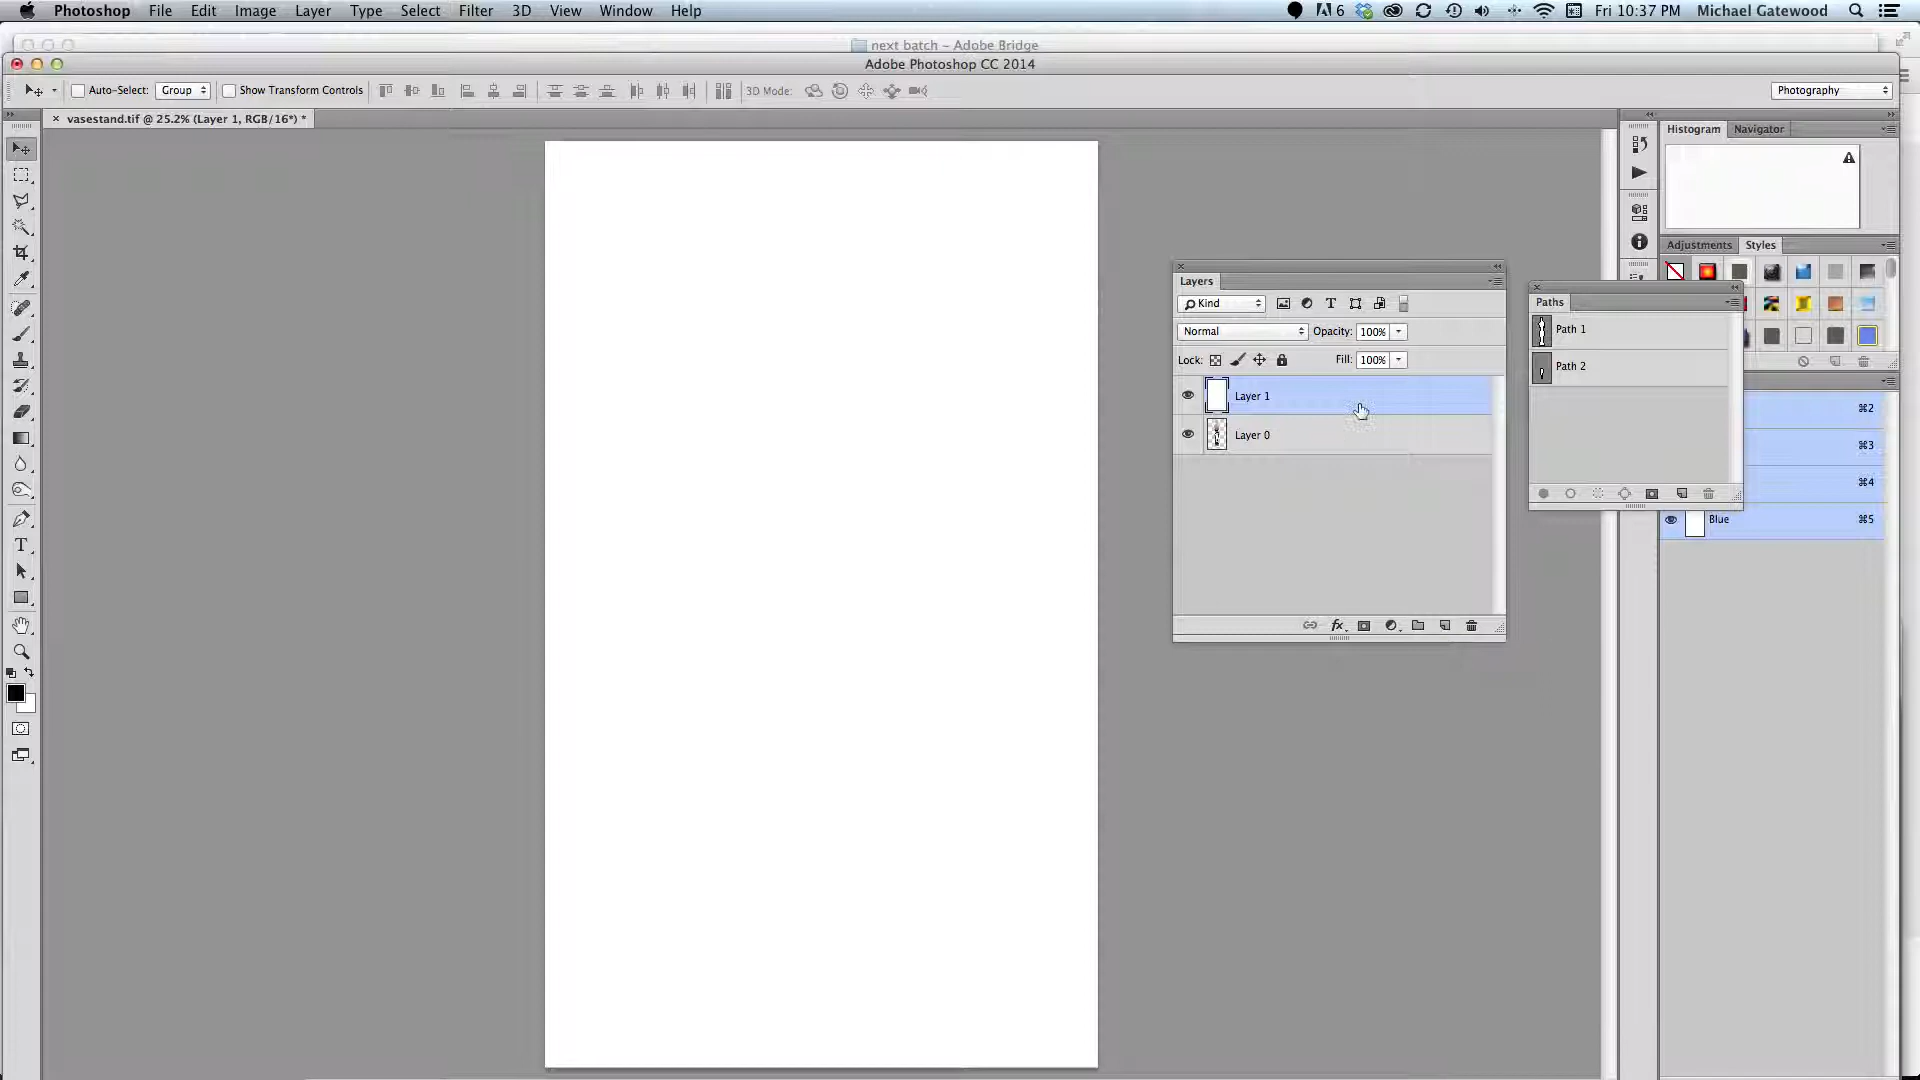 Photoshop File Edit Image Layer Type Select Filter 3D View Window Help 6 Fri 10:37 PM Michael Gatewood
next batch – Adobe Bridge
Adobe Photoshop CC 2014
Auto-Select: Group Show Transform Controls 3D Mode: Photography
× vasestand.tif @ 25.2% (Layer 1, RGB/16*) *
Histogram Navigator
Adjustments Styles
Layers
Kind
Normal Opacity: 100%
Lock: Fill: 100%
Layer 1
Layer 0
fx
Paths
Path 1
Path 2
⌘2
⌘3
⌘4
Blue ⌘5